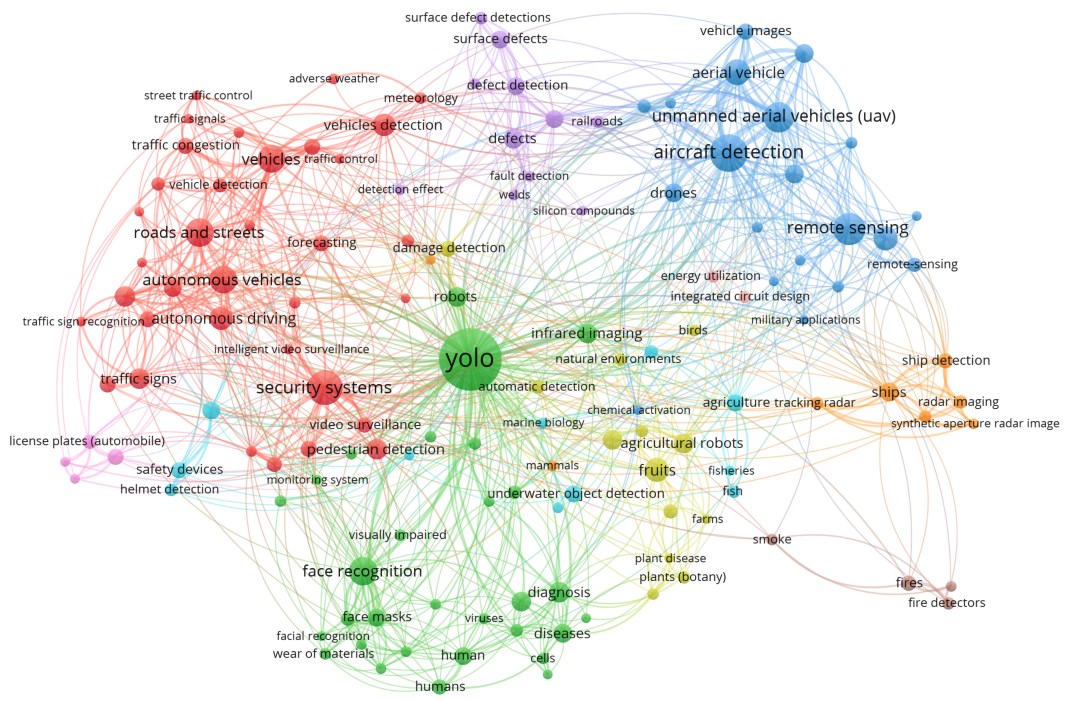 surface defect detections
surface defects
vehicle images
aerial vehicle
adverse weather
defect detection
street traffic control
meteorology
traffic signals
vehicles detection
railroads
unmanned aerial vehicles (uav)
traffic congestion
defects
aircraft detection
vehicles
traffic control
fault detection
vehicle detection
detection effect
welds
drones
silicon compounds
roads and streets
remote sensing
forecasting
damage detection
remote-sensing
autonomous vehicles
energy utilization
robots
integrated circuit design
traffic sign recognition
autonomous driving
military applications
infrared imaging
birds
intelligent video surveillance
yolo
natural environments
ship detection
traffic signs
security systems
automatic detection
ships
agriculture
tracking radar
radar imaging
chemical activation
video surveillance
marine biology
synthetic aperture radar image
license plates (automobile)
pedestrian detection
agricultural robots
safety devices
mammals
fruits
fisheries
monitoring system
helmet detection
underwater object detection
fish
farms
visually impaired
smoke
plant disease
face recognition
plants (botany)
fires
diagnosis
fire detectors
face masks
viruses
facial recognition
diseases
wear of materials
human
cells
humans